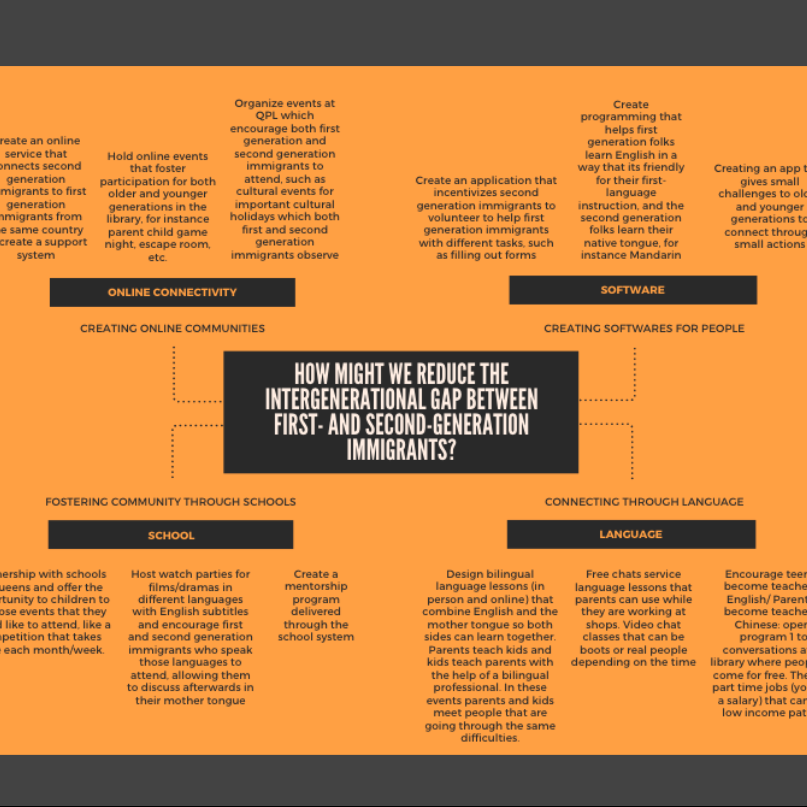 reate an online
service that
onnects second
generation
migrants to first
generation
mmigrants from
e same country
create a support
system
Hold online events
that foster
participation for both
older and younger
generations in the
library, for instance
parent child game
night, escape room,
etc.
Organize events at
QPL which
encourage both first
generation and
second generation
immigrants to
attend, such as
cultural events for
important cultural
holidays which both
first and second
generation
immigrants observe
ONLINE CONNECTIVITY
CREATING ONLINE COMMUNITIES
Create an application that
incentivizes second
generation immigrants to
volunteer to help first
generation immigrants
with different tasks, such
as filling out forms
Create
programming that
helps first
generation folks
learn English in a
way that its friendly
for their first-
language
instruction, and the
second generation
folks learn their
native tongue, for
instance Mandarin
Creating an app t
gives small
challenges to old
and younger
generations to
connect throug
small actions
SOFTWARE
CREATING SOFTWARES FOR PEOPLE
HOW MIGHT WE REDUCE THE
INTERGENERATIONAL GAP BETWEEN
FIRST- AND SECOND-GENERATION
IMMIGRANTS?
FOSTERING COMMUNITY THROUGH SCHOOLS
SCHOOL
nership with schools
ueens and offer the
rtunity to children to
ose events that they
d like to attend, like a
petition that takes
e each month/week.
Host watch parties for
films/dramas in
different languages
with English subtitles
and encourage first
and second generation
immigrants who speak
those languages to
attend, allowing them
to discuss afterwards in
their mother tongue
Create a
mentorship
program
delivered
through the
school system
CONNECTING THROUGH LANGUAGE
LANGUAGE
Design bilingual
language lessons (in
person and online) that
combine English and the
mother tongue so both
sides can learn together.
Parents teach kids and
kids teach parents with
the help of a bilingual
professional. In these
events parents and kids
meet people that are
going through the same
difficulties.
Free chats service
language lessons that
parents can use while
they are working at
shops. Video chat
classes that can be
boots or real people
depending on the time
Encourage teen
become teache
English/ Parent
become teache
Chinese: ope
program 1 to
conversations a
library where peop
come for free. The
part time jobs (yo
a salary) that can
low income pat